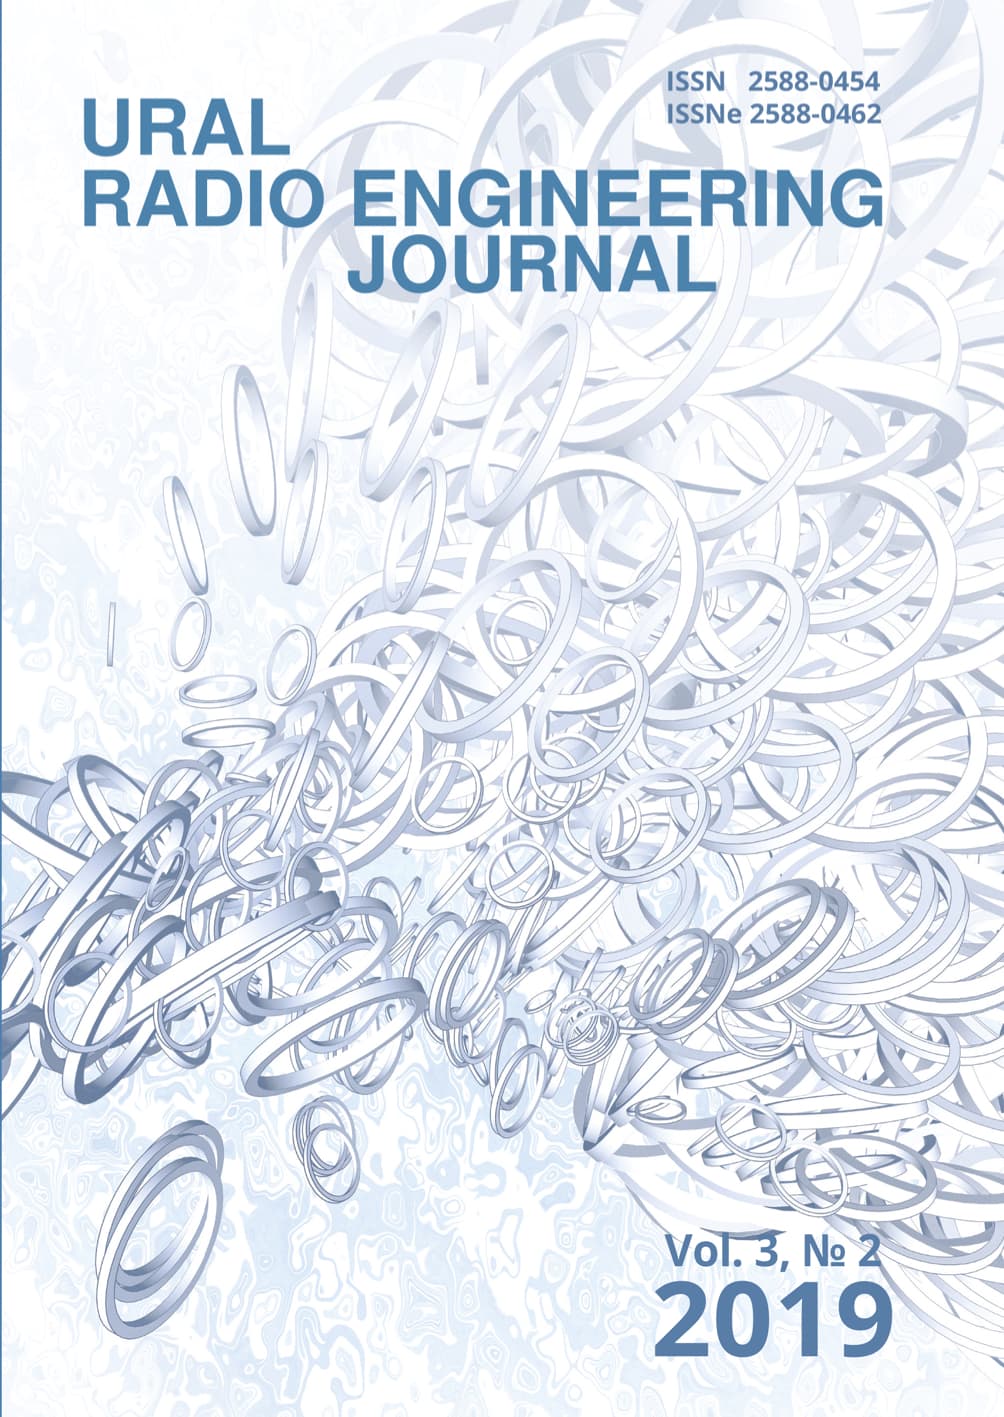 ISSN 2588-0454
ISSNe 2588-0462
URAL
RADIO ENGINEERING
JOURNAL
Vol. 3, № 2
2019